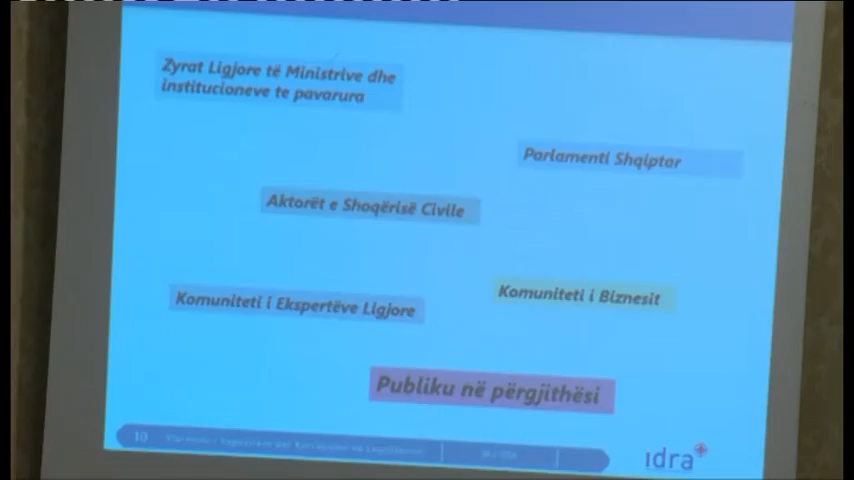 Zyrat Ligjore të Ministrive dhe
institucioneve te pavarura
Parlamenti Shqiptar
Aktorët e Shoqërisë Civile
Komuniteti i Ekspertëve Ligjore
Komuniteti i Biznesit
Publiku në përgjithësi
10
idra